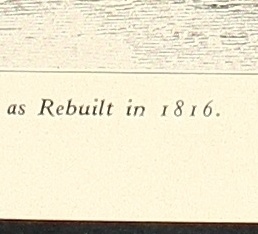 as Rebuilt in 1816.